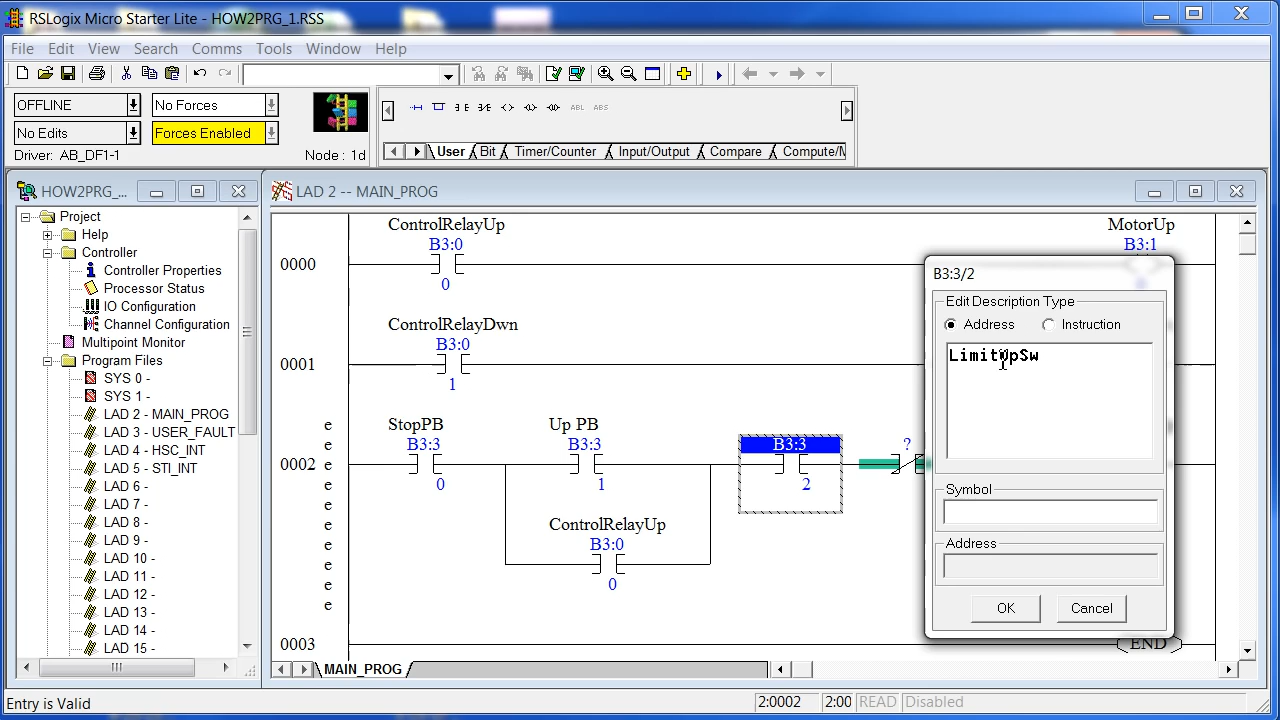 RSLogix Micro Starter Lite - HOW2PRG_1.RSS
File Edit View Search Comms Tools Window Help
OFFLINE No Forces
No Edits Forces Enabled
Driver: AB_DF1-1 Node : 1d
ABL ABS
User Bit Timer/Counter Input/Output Compare Compute/M
HOW2PRG_...
Project
Help
Controller
Controller Properties
Processor Status
IO Configuration
Channel Configuration
Multipoint Monitor
Program Files
SYS 0 -
SYS 1 -
LAD 2 - MAIN_PROG
LAD 3 - USER_FAULT
LAD 4 - HSC_INT
LAD 5 - STI_INT
LAD 6 -
LAD 7 -
LAD 8 -
LAD 9 -
LAD 10 -
LAD 11 -
LAD 12 -
LAD 13 -
LAD 14 -
LAD 15 -
LAD 2 -- MAIN_PROG
ControlRelayUp MotorUp
B3:0 B3:1
0000
0
ControlRelayDwn
B3:0
0001
1
e StopPB Up PB
e B3:3 B3:3 B3:3 ?
0002 e
e 0 1 2
e
e ControlRelayUp
e B3:0
e
e 0
e
0003 END
MAIN_PROG
B3:3/2
Edit Description Type
Address Instruction
LimitUpSw
Symbol
Address
OK Cancel
Entry is Valid 2:0002 2:00 READ Disabled